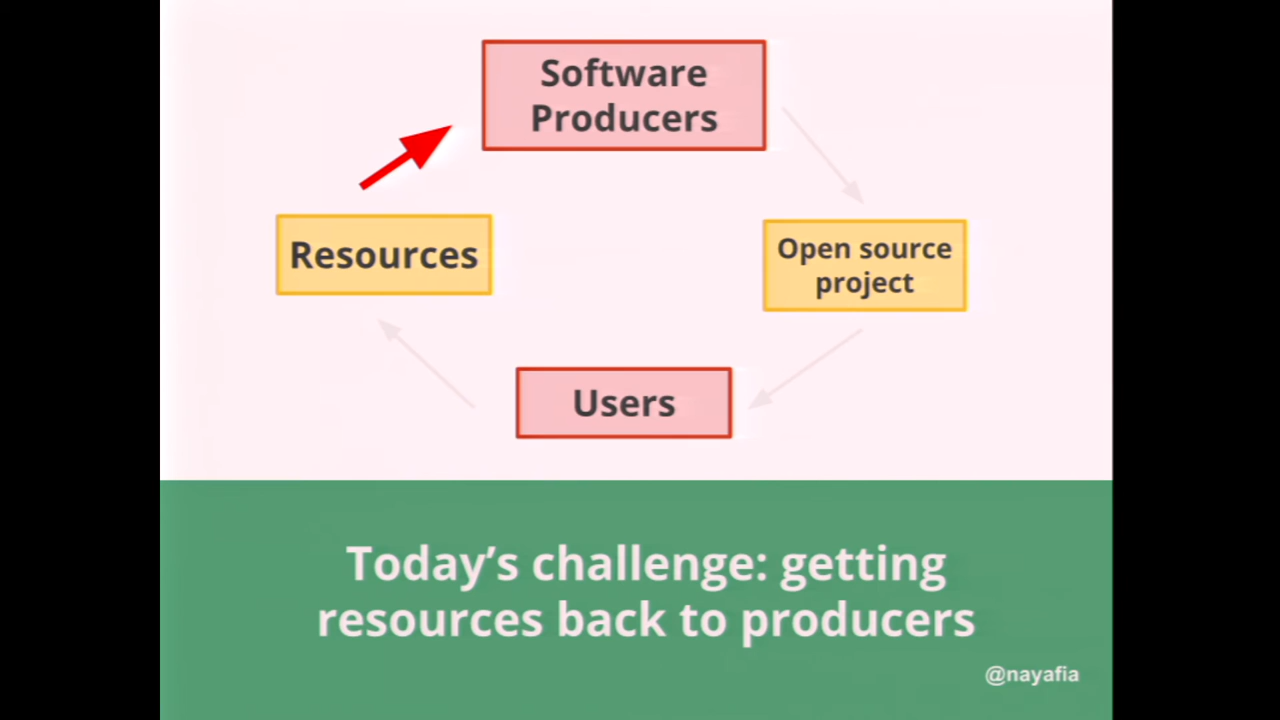 Software
Producers
Resources
Open source
project
Users
Today’s challenge: getting
resources back to producers
@nayafia